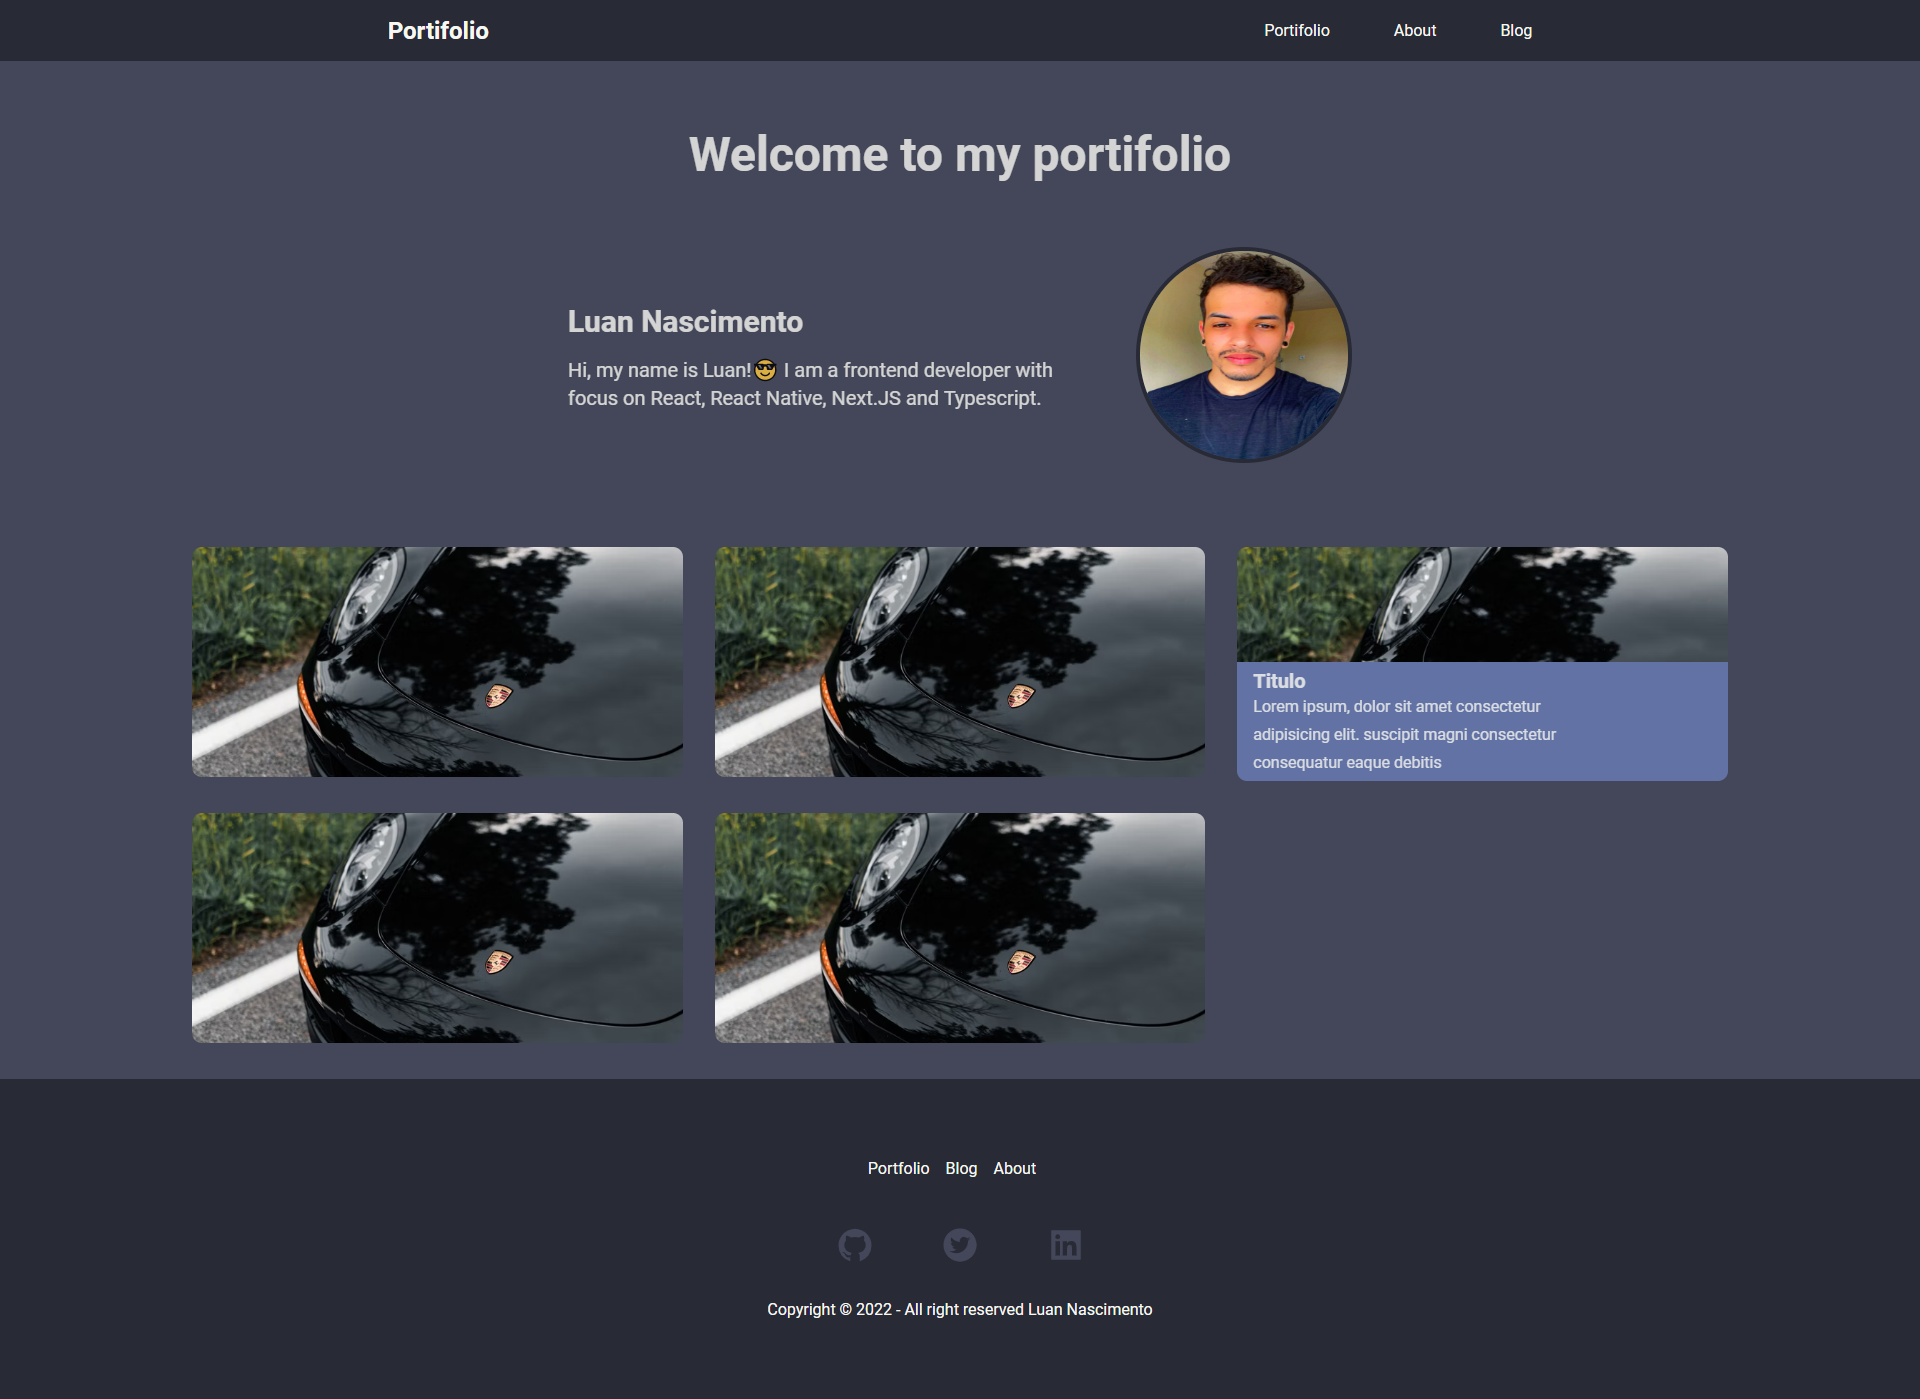 Portifolio
Portifolio
About
Blog
Welcome to my portifolio
Luan Nascimento
Hi, my name is Luan!😎 I am a frontend developer with
focus on React, React Native, Next.JS and Typescript.
Titulo
Lorem ipsum, dolor sit amet consectetur
adipisicing elit. suscipit magni consectetur
consequatur eaque debitis
Portfolio Blog About
in
Copyright © 2022 - All right reserved Luan Nascimento